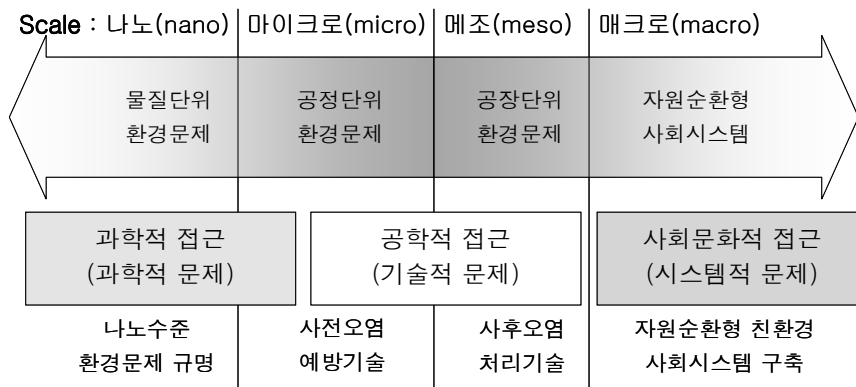 Scale : 나노(nano) 마이크로(micro) 메조(meso) 매크로(macro)
물질단위 공정단위 공장단위 자원순환형
환경문제 환경문제 환경문제 사회시스템
과학적 접근 공학적 접근 사회문화적 접근
(과학적 문제) (기술적 문제) (시스템적 문제)
나노수준 사전오염 사후오염 자원순환형 친환경
환경문제 규명 예방기술 처리기술 사회시스템 구축